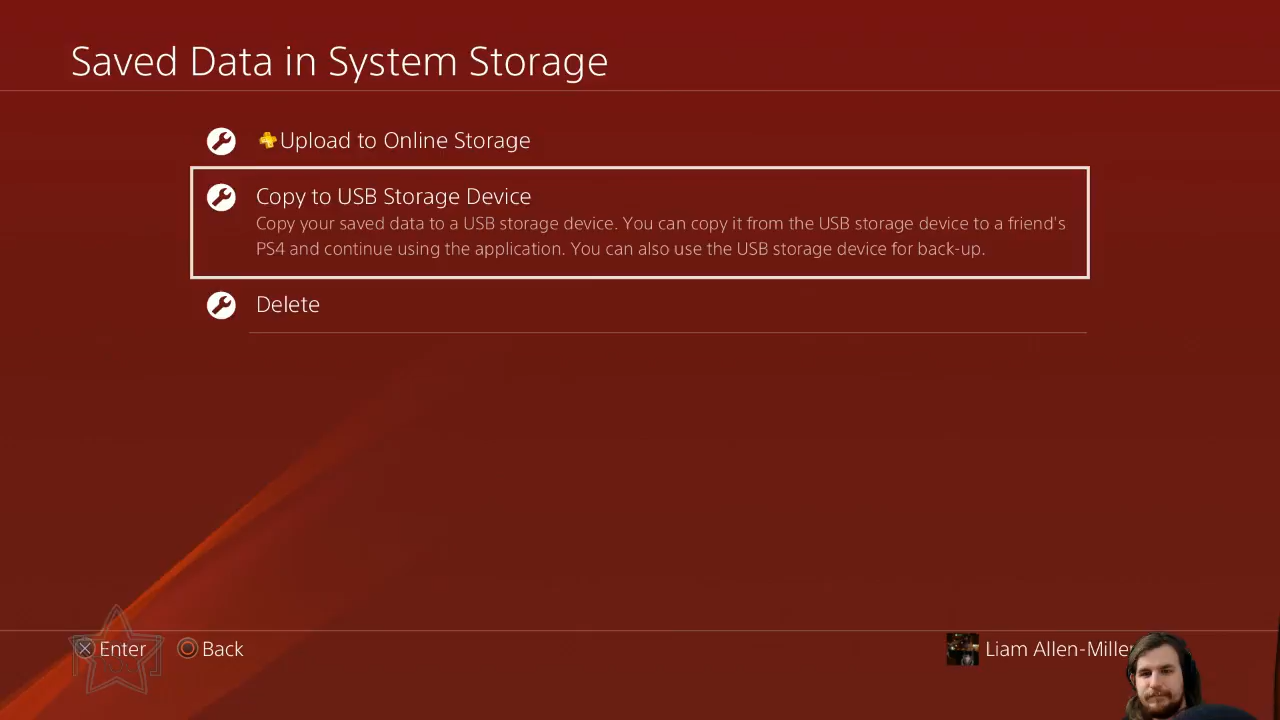 Saved Data in System Storage
Upload to Online Storage
Copy to USB Storage Device
Copy your saved data to a USB storage device. You can copy it from the USB storage device to a friend's
PS4 and continue using the application. You can also use the USB storage device for back-up.
Delete
Enter
Back
Liam Allen-Miller